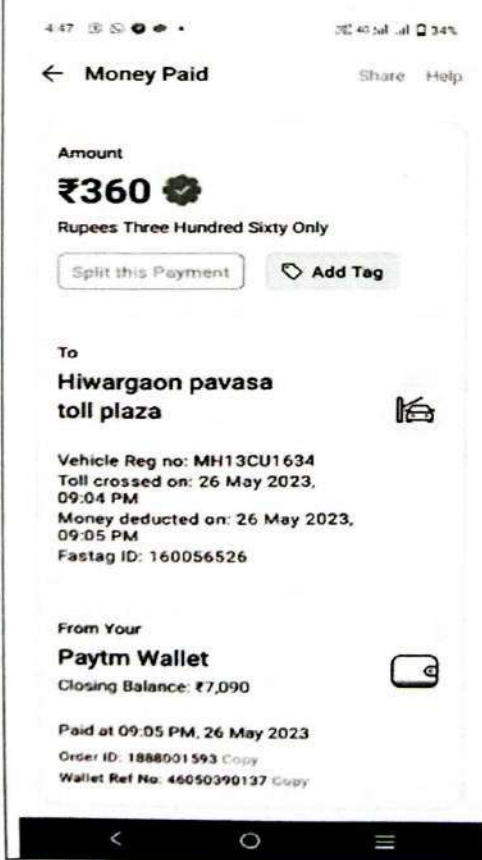 4:47
4G 34%
Money Paid Share Help
Amount
₹360
Rupees Three Hundred Sixty Only
Split this Payment Add Tag
To
Hiwargaon pavasa
toll plaza
Vehicle Reg no: MH13CU1634
Toll crossed on: 26 May 2023,
09:04 PM
Money deducted on: 26 May 2023,
09:05 PM
Fastag ID: 160056526
From Your
Paytm Wallet
Closing Balance: ₹7,090
Paid at 09:05 PM, 26 May 2023
Order ID: 1888001593 Copy
Wallet Ref No: 46050390137 Copy